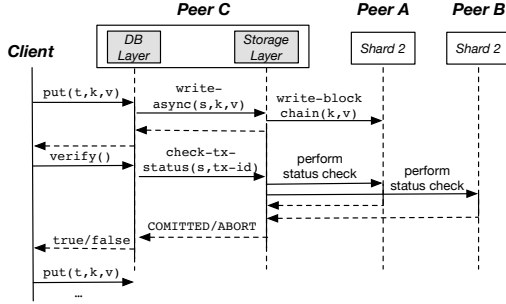 Peer C
Peer A
Peer B
Client
DB
Layer
Storage
Layer
Shard 2
Shard 2
put(t,k,v)
write-
async(s,k,v)
write-block
chain(k,v)
verify()
check-tx-
status(s,tx-id)
perform
status check
perform
status check
COMITTED/ABORT
true/false
put(t,k,v)
…